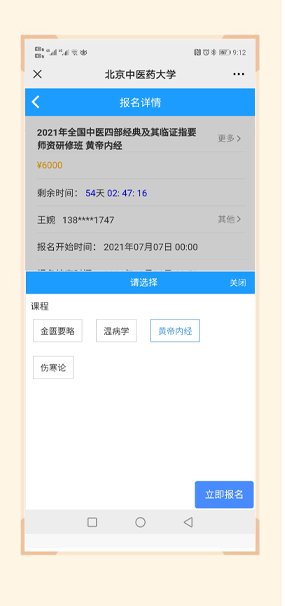 9:12
北京中医药大学
报名详情
2021年全国中医四部经典及其临证指要
师资研修班 黄帝内经
更多
¥6000
剩余时间： 54天 02: 47: 16
王婉 138****1747
其他
报名开始时间： 2021年07月07日 00:00
请选择
关闭
课程
金匮要略
温病学
黄帝内经
伤寒论
立即报名